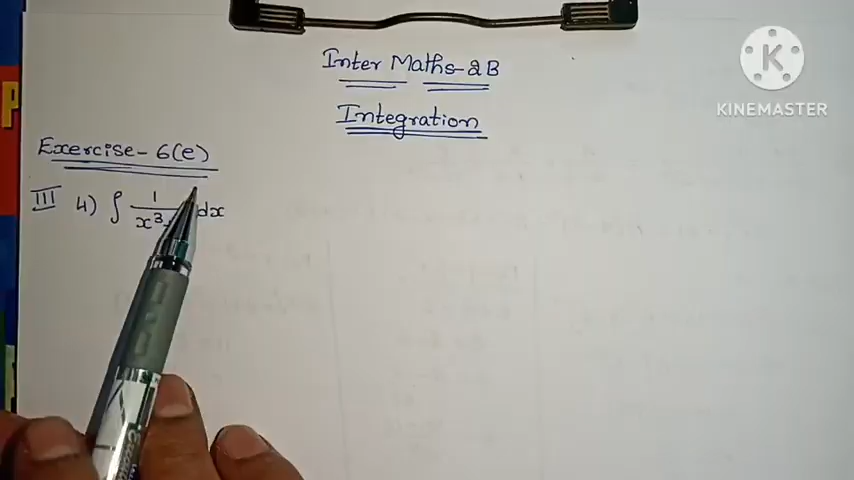 Inter Maths-2B
K
KINEMASTER
Integration
Exercise-6(e)
III 4) ∫ 1/x³ dx